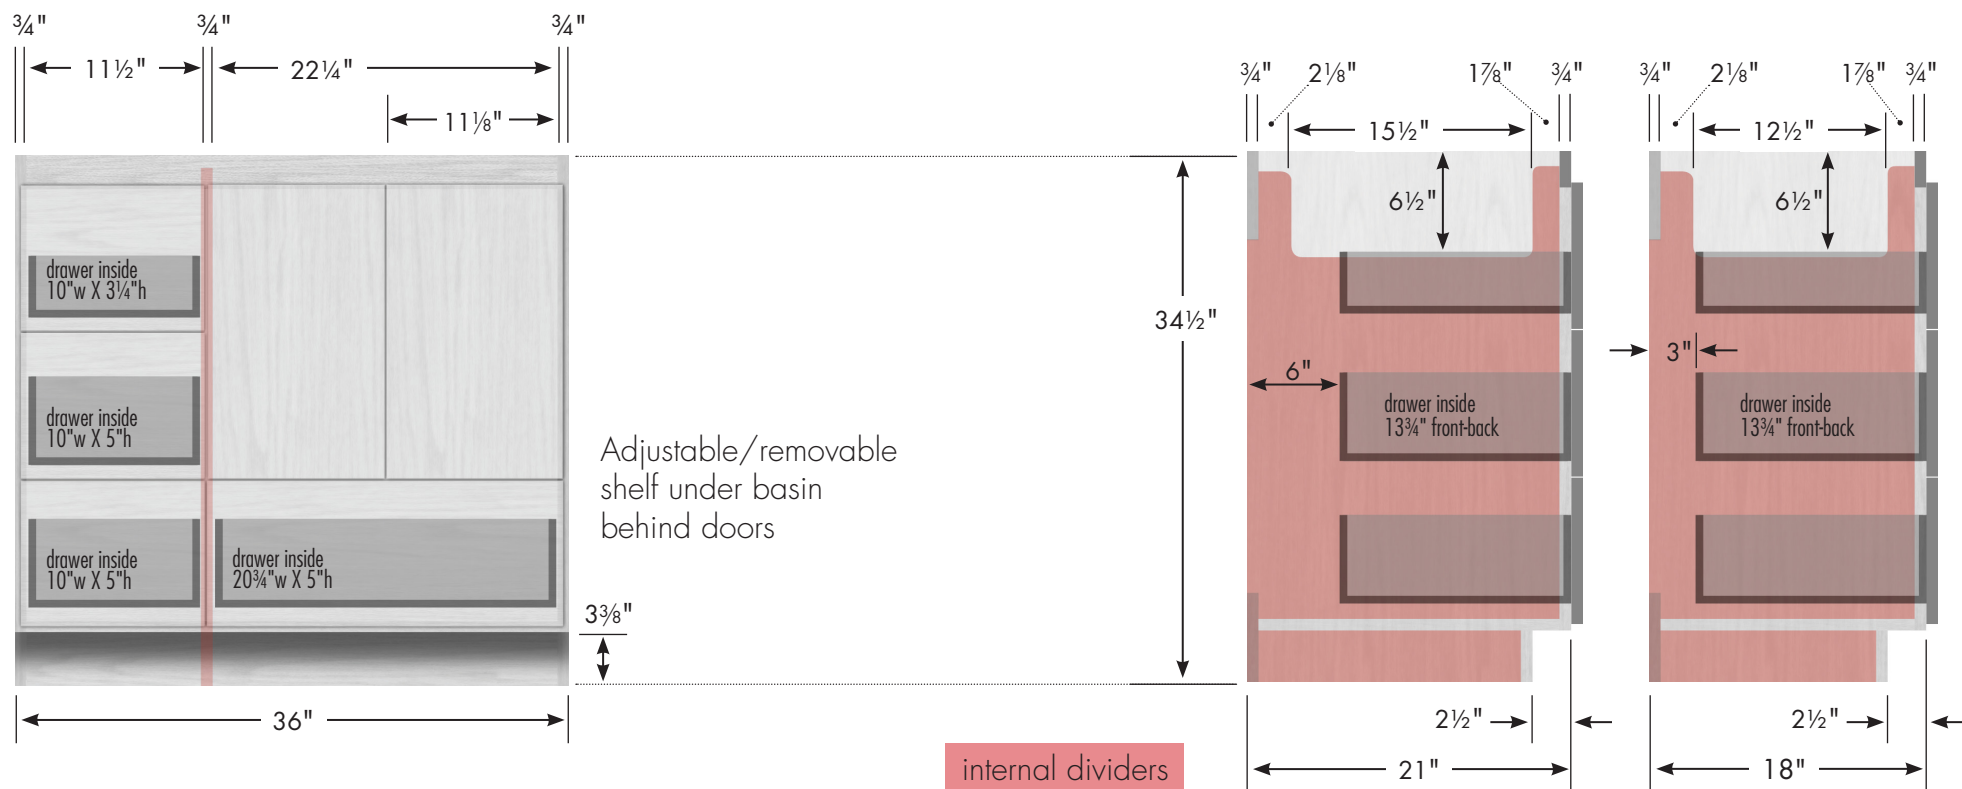 ¾" ¾" ¾"
11½" 22¼"
11⅛"
drawer inside
10"w X 3¼"h
drawer inside
10"w X 5"h
drawer inside
10"w X 5"h
drawer inside
20¾"w X 5"h
36"
Adjustable/removable
shelf under basin
behind doors
3⅜"
34½"
internal dividers
¾" 2⅛" 1⅞" ¾"
15½"
6½"
6"
drawer inside
13¾" front-back
2½"
21"
¾" 2⅛" 1⅞" ¾"
12½"
6½"
3"
drawer inside
13¾" front-back
2½"
18"